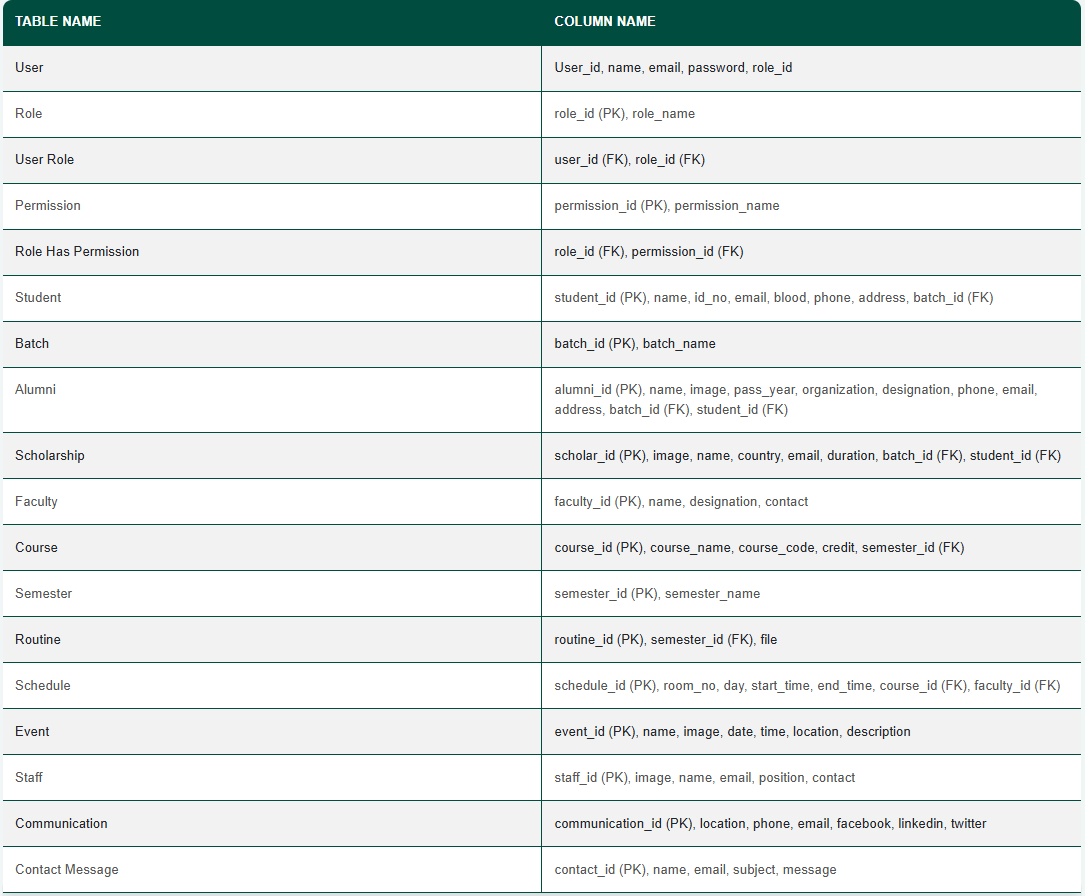 TABLE NAME COLUMN NAME
User User_id, name, email, password, role_id
Role role_id (PK), role_name
User Role user_id (FK), role_id (FK)
Permission permission_id (PK), permission_name
Role Has Permission role_id (FK), permission_id (FK)
Student student_id (PK), name, id_no, email, blood, phone, address, batch_id (FK)
Batch batch_id (PK), batch_name
Alumni alumni_id (PK), name, image, pass_year, organization, designation, phone, email,
address, batch_id (FK), student_id (FK)
Scholarship scholar_id (PK), image, name, country, email, duration, batch_id (FK), student_id (FK)
Faculty faculty_id (PK), name, designation, contact
Course course_id (PK), course_name, course_code, credit, semester_id (FK)
Semester semester_id (PK), semester_name
Routine routine_id (PK), semester_id (FK), file
Schedule schedule_id (PK), room_no, day, start_time, end_time, course_id (FK), faculty_id (FK)
Event event_id (PK), name, image, date, time, location, description
Staff staff_id (PK), image, name, email, position, contact
Communication communication_id (PK), location, phone, email, facebook, linkedin, twitter
Contact Message contact_id (PK), name, email, subject, message